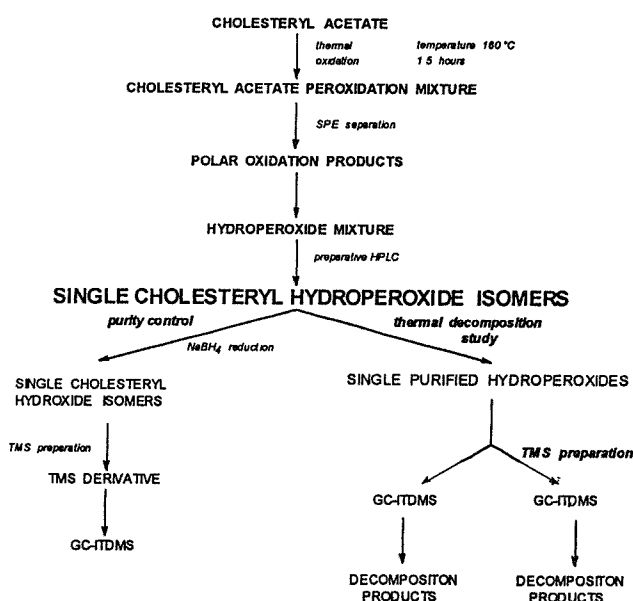 CHOLESTERYL ACETATE
thermal temperature 160 °C
oxidation 1 5 hours
CHOLESTERYL ACETATE PEROXIDATION MIXTURE
SPE separation
POLAR OXIDATION PRODUCTS
HYDROPEROXIDE MIXTURE
preparative HPLC
SINGLE CHOLESTERYL HYDROPEROXIDE ISOMERS
purity control
thermal decomposition
study
NaBH4 reduction
SINGLE CHOLESTERYL
HYDROXIDE ISOMERS
SINGLE PURIFIED HYDROPEROXIDES
TMS preparation
TMS preparation
TMS DERIVATIVE
GC-ITDMS
GC-ITDMS
GC-ITDMS
DECOMPOSITON
PRODUCTS
DECOMPOSITON
PRODUCTS